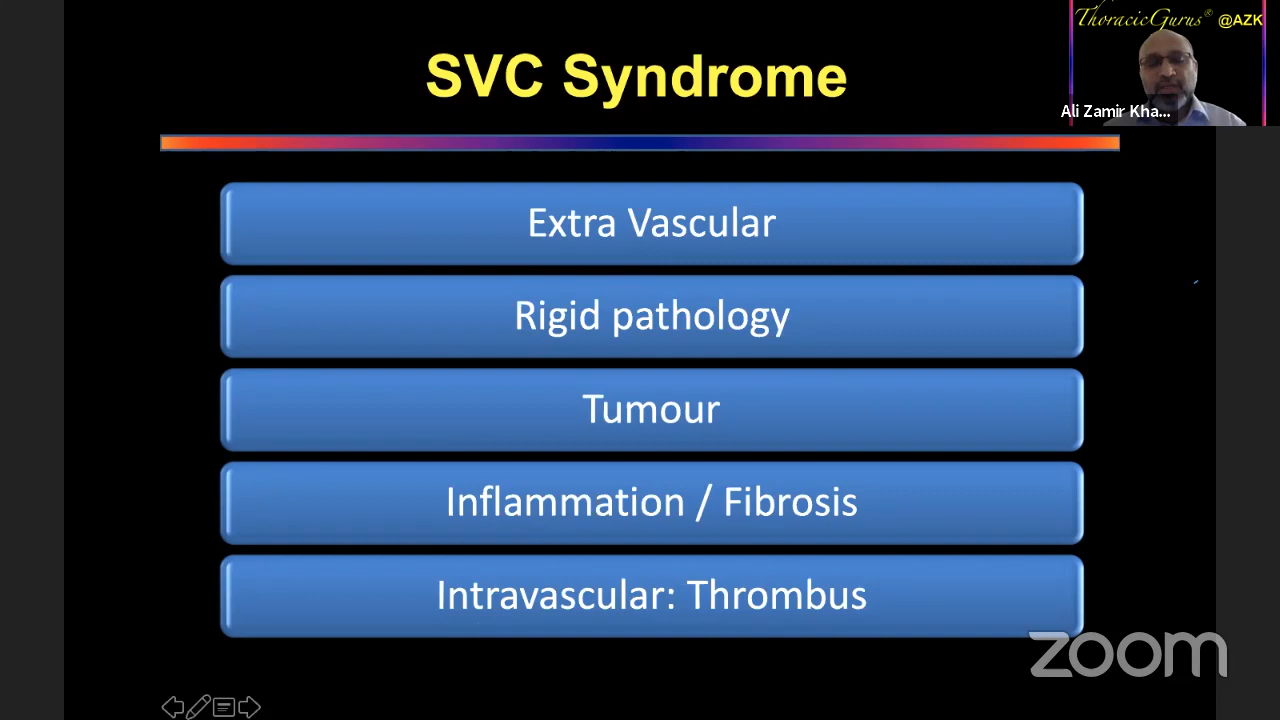 ThoracicGurus® @AZK
SVC Syndrome
Ali Zamir Kha...
Extra Vascular
Rigid pathology
Tumour
Inflammation / Fibrosis
Intravascular: Thrombus
zoom